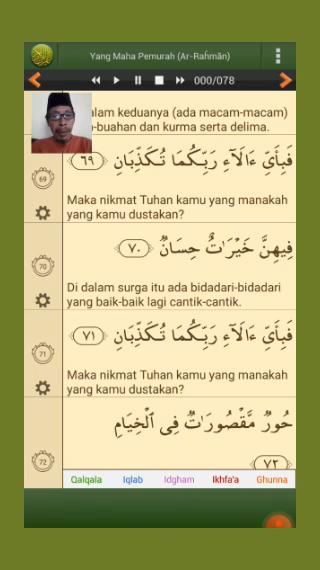 Yang Maha Pemurah (Ar-Raḥmān)
000/078
alam keduanya (ada macam-macam)
-buahan dan kurma serta delima.
فَبِأَيِّ ءَالَآءِ رَبِّكُمَا تُكَذِّبَانِ ﴿٦٩﴾
69
Maka nikmat Tuhan kamu yang manakah
yang kamu dustakan?
فِيهِنَّ خَيْرَٰتٌ حِسَانٌ ﴿٧٠﴾
70
Di dalam surga itu ada bidadari-bidadari
yang baik-baik lagi cantik-cantik.
فَبِأَيِّ ءَالَآءِ رَبِّكُمَا تُكَذِّبَانِ ﴿٧١﴾
71
Maka nikmat Tuhan kamu yang manakah
yang kamu dustakan?
حُورٌ مَّقْصُورَٰتٌ فِى ٱلْخِيَامِ
﴿٧٢﴾
72
Qalqala Iqlab Idgham Ikhfa'a Ghunna